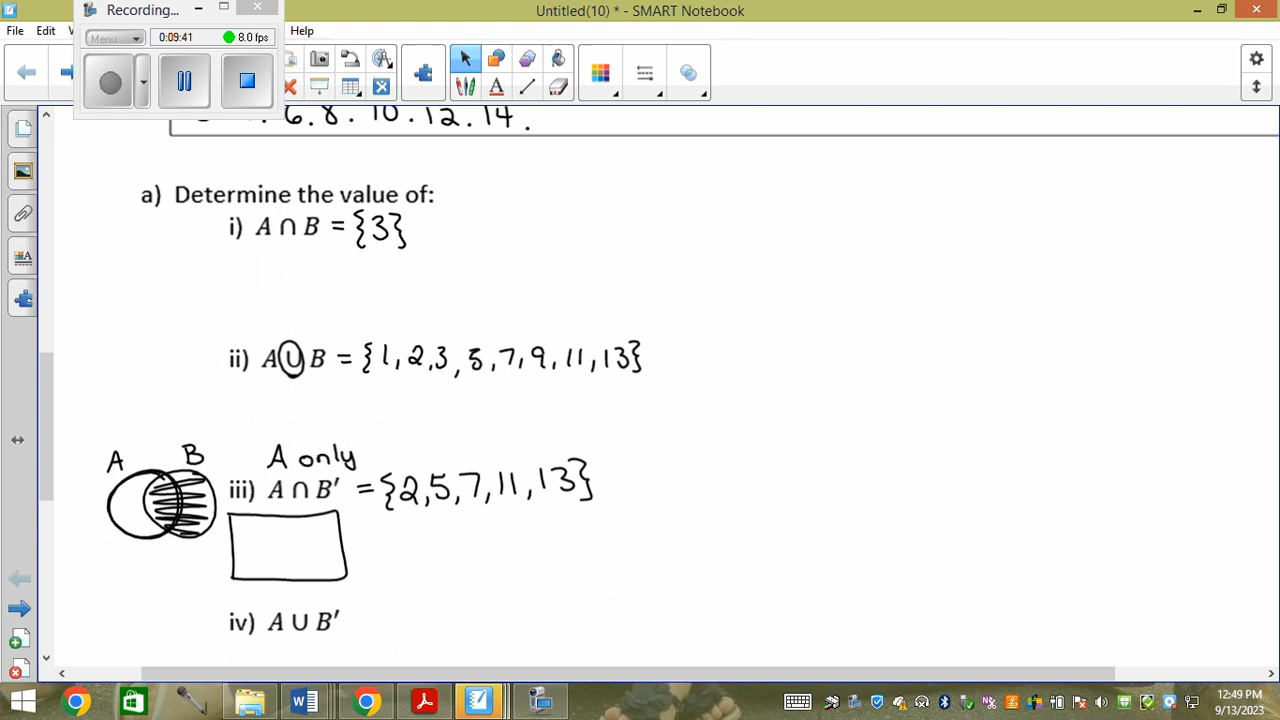 Untitled(10) * - SMART Notebook
Recording...
File Edit Help
Menu 0:09:41 8.0 fps
6. 8. 10. 12. 14.
a) Determine the value of:
i) A ∩ B = {3}
ii) A ∪ B = {1, 2, 3, 5, 7, 9, 11, 13}
A B A only
iii) A ∩ B′ = {2, 5, 7, 11, 13}
iv) A ∪ B′
12:49 PM
9/13/2023